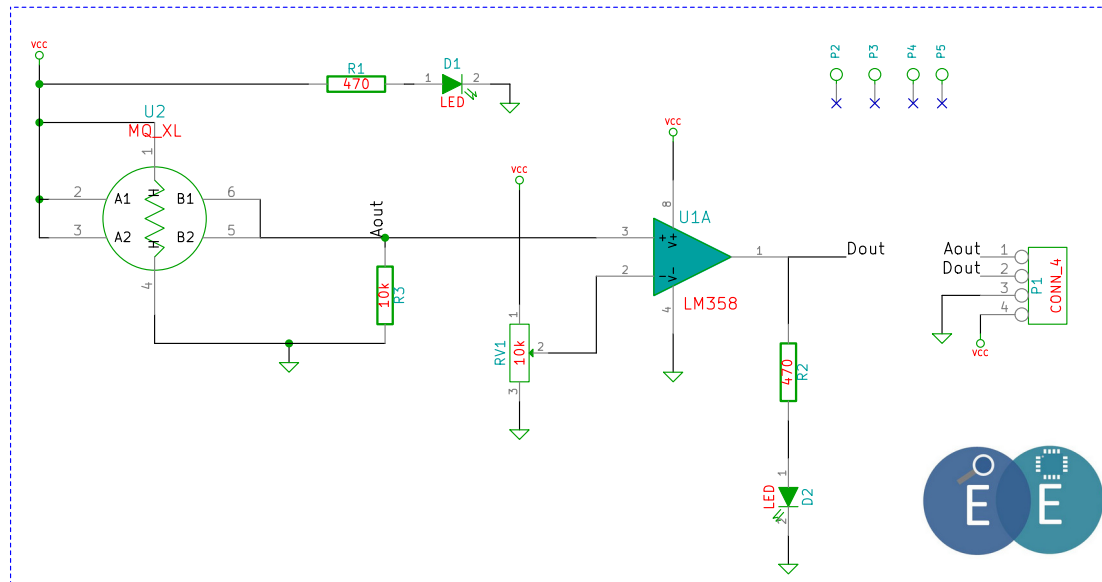 vcc
R1
470
1
D1
2
LED
P2
P3
P4
P5
U2
MQ_XL
1
H
2
A1
B1
6
3
A2
B2
5
H
4
Aout
10k
R3
vcc
1
RV1
10k
2
3
vcc
8
U1A
3
+
V+
2
-
V-
4
LM358
1
Dout
470
R2
1
LED
D2
2
Aout
1
Dout
2
3
4
P1
CONN_4
vcc
E
E